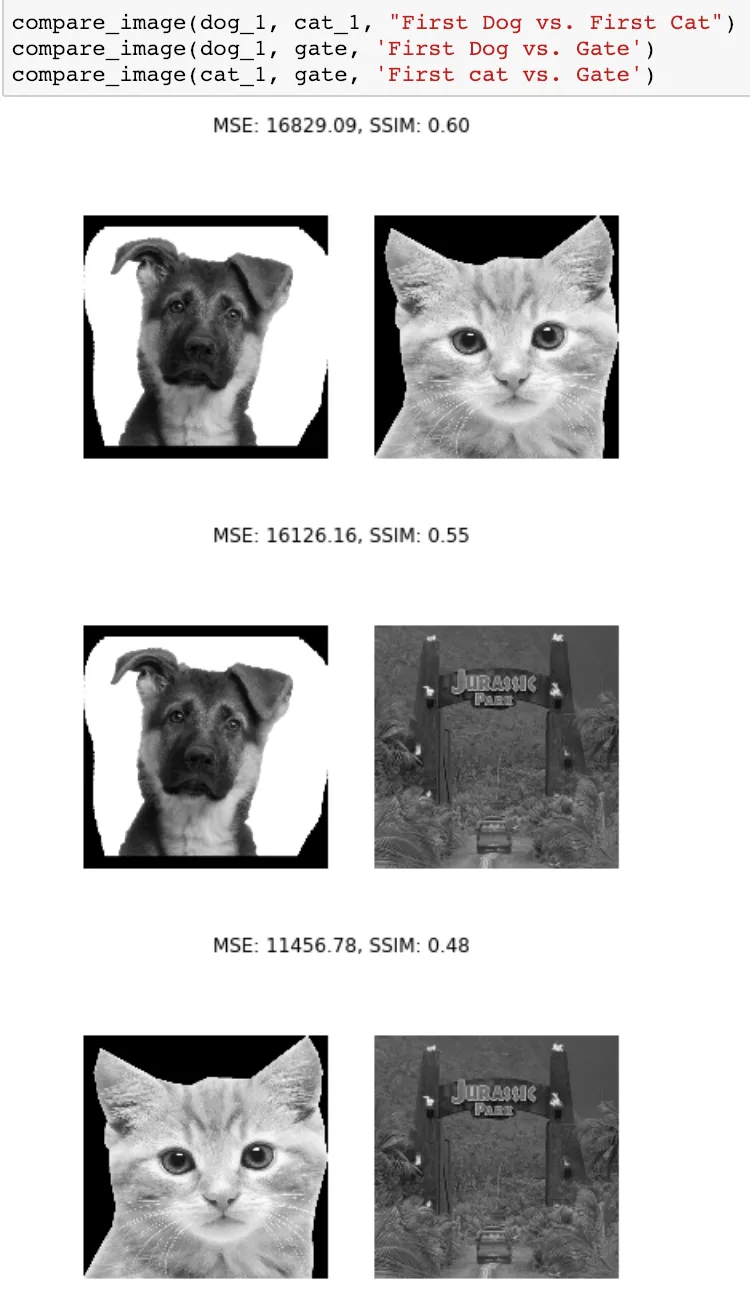 compare_image(dog_1, cat_1, "First Dog vs. First Cat")
compare_image(dog_1, gate, 'First Dog vs. Gate')
compare_image(cat_1, gate, 'First cat vs. Gate')
MSE: 16829.09, SSIM: 0.60
MSE: 16126.16, SSIM: 0.55
JURASSIC
PARK
MSE: 11456.78, SSIM: 0.48
JURASSIC
PARK